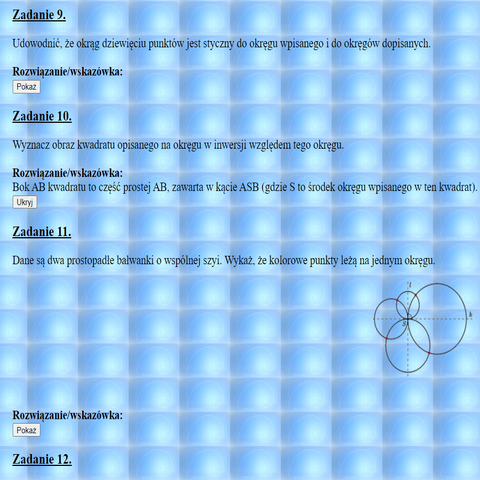 Zadanie 9.
Udowodnić, że okrąg dziewięciu punktów jest styczny do okręgu wpisanego i do okręgów dopisanych.
Rozwiązanie/wskazówka:
Pokaż
Zadanie 10.
Wyznacz obraz kwadratu opisanego na okręgu w inwersji względem tego okręgu.
Rozwiązanie/wskazówka:
Bok AB kwadratu to część prostej AB, zawarta w kącie ASB (gdzie S to środek okręgu wpisanego w ten kwadrat).
Ukryj
Zadanie 11.
Dane są dwa prostopadłe bałwanki o wspólnej szyi. Wykaż, że kolorowe punkty leżą na jednym okręgu.
l
k
S
Rozwiązanie/wskazówka:
Pokaż
Zadanie 12.